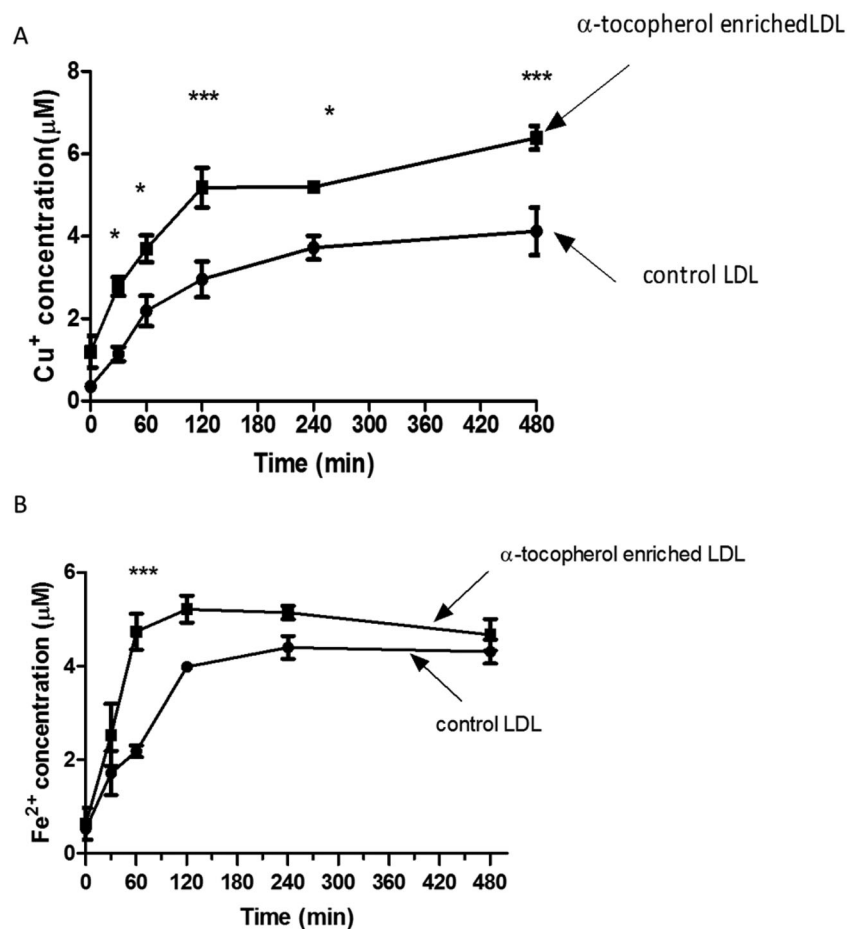 A
α-tocopherol enrichedLDL
8
***
***
*
6
*
*
4
control LDL
2
0
Cu+ concentration(μM)
0 60 120 180 240 300 360 420 480
Time (min)
B
α-tocopherol enriched LDL
6
***
4
control LDL
2
0
Fe2+ concentration (μM)
0 60 120 180 240 300 360 420 480
Time (min)